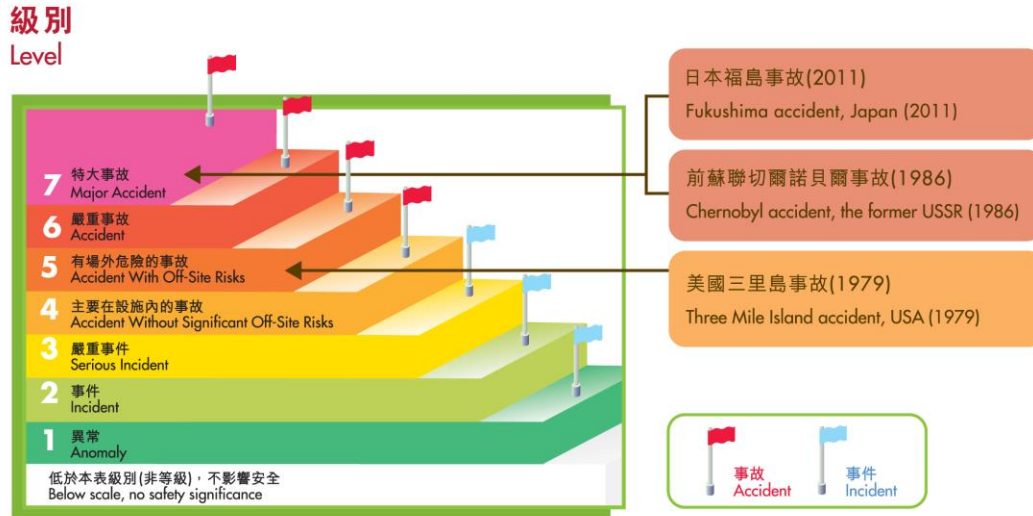 級別
Level
7 特大事故
Major Accident
6 嚴重事故
Accident
5 有場外危險的事故
Accident With Off-Site Risks
4 主要在設施內的事故
Accident Without Significant Off-Site Risks
3 嚴重事件
Serious Incident
2 事件
Incident
1 異常
Anomaly
低於本表級別(非等級)，不影響安全
Below scale, no safety significance
日本福島事故(2011)
Fukushima accident, Japan (2011)
前蘇聯切爾諾貝爾事故(1986)
Chernobyl accident, the former USSR (1986)
美國三里島事故(1979)
Three Mile Island accident, USA (1979)
事故
Accident
事件
Incident